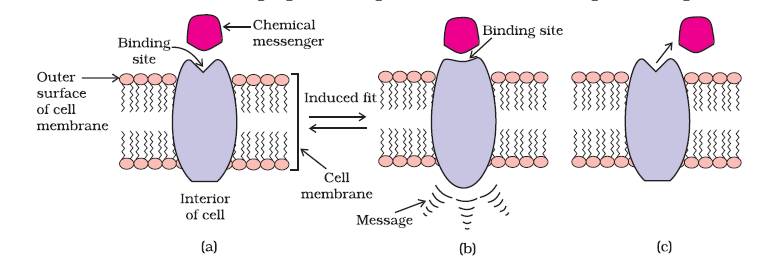 Chemical
messenger
Binding
site
Outer
surface
of cell
membrane
Interior
of cell
(a)
Induced fit
Cell
membrane
Binding site
Message
(b)
(c)